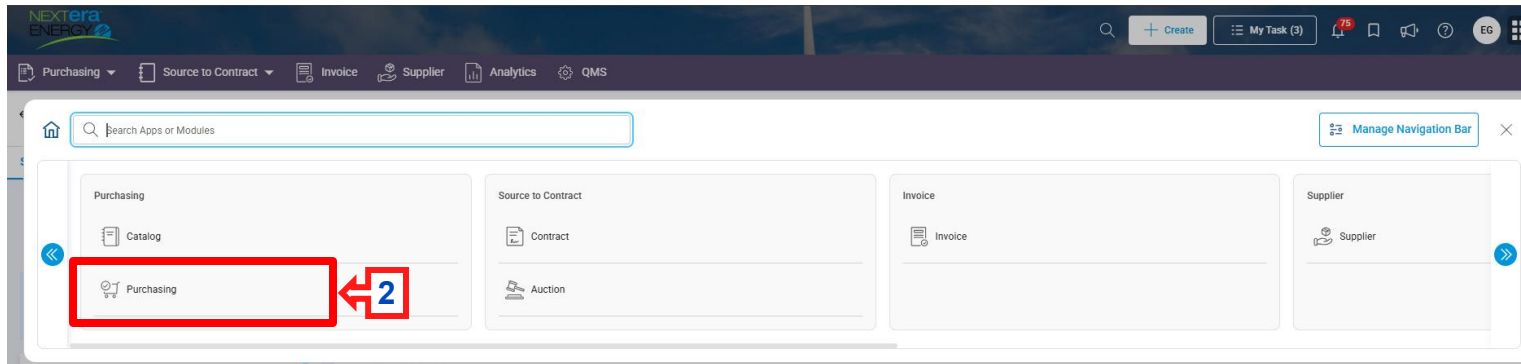 NEXTera
ENERGY
+ Create
My Task (3)
75
EG
Purchasing
Source to Contract
Invoice
Supplier
Analytics
QMS
Search Apps or Modules
Manage Navigation Bar
Purchasing
Source to Contract
Invoice
Supplier
Catalog
Contract
Invoice
Supplier
Purchasing
2
Auction